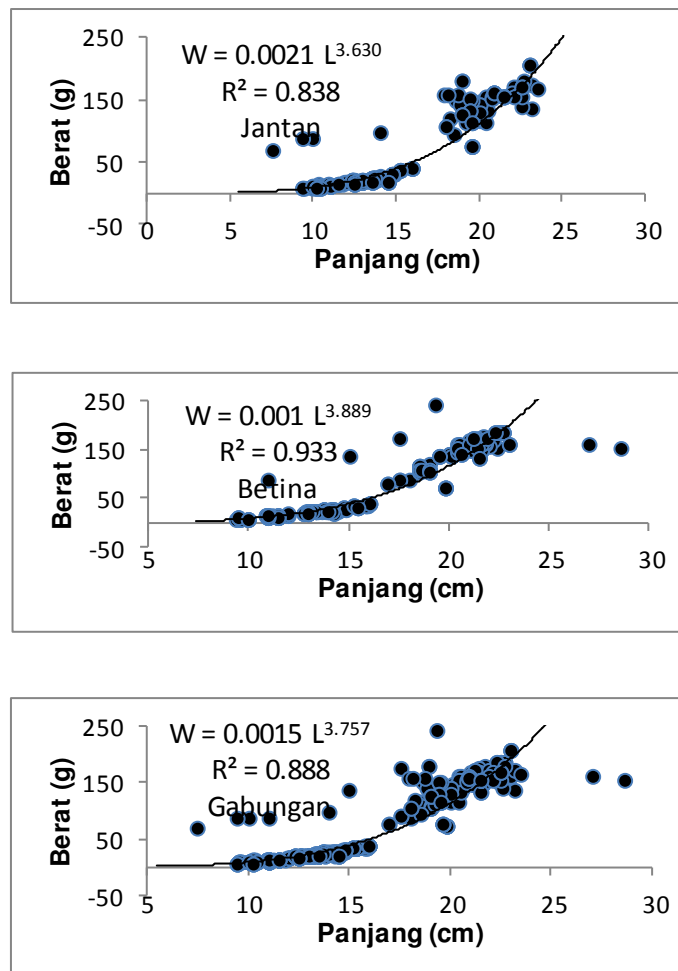 W = 0.0021 L3.630
R² = 0.838
Jantan
Berat (g)
250
150
50
-50
0 5 10 15 20 25 30
Panjang (cm)
W = 0.001 L3.889
R² = 0.933
Betina
Berat (g)
250
150
50
-50
5 10 15 20 25 30
Panjang (cm)
W = 0.0015 L3.757
R² = 0.888
Gabungan
Berat (g)
250
150
50
-50
5 10 15 20 25 30
Panjang (cm)